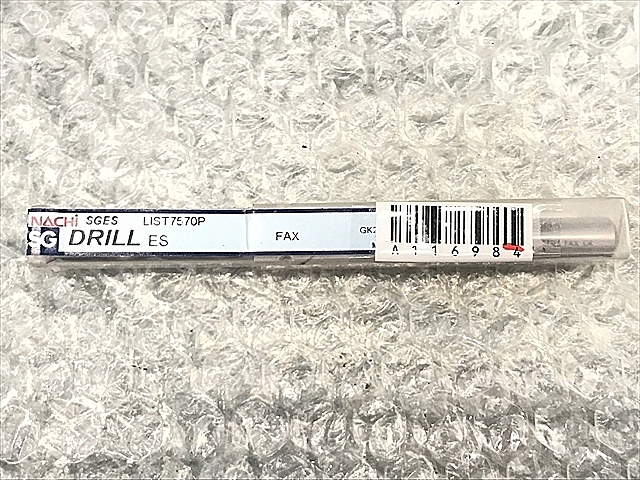 NACHi SGES LIST7570P
SG DRILL ES
FAX
A116984